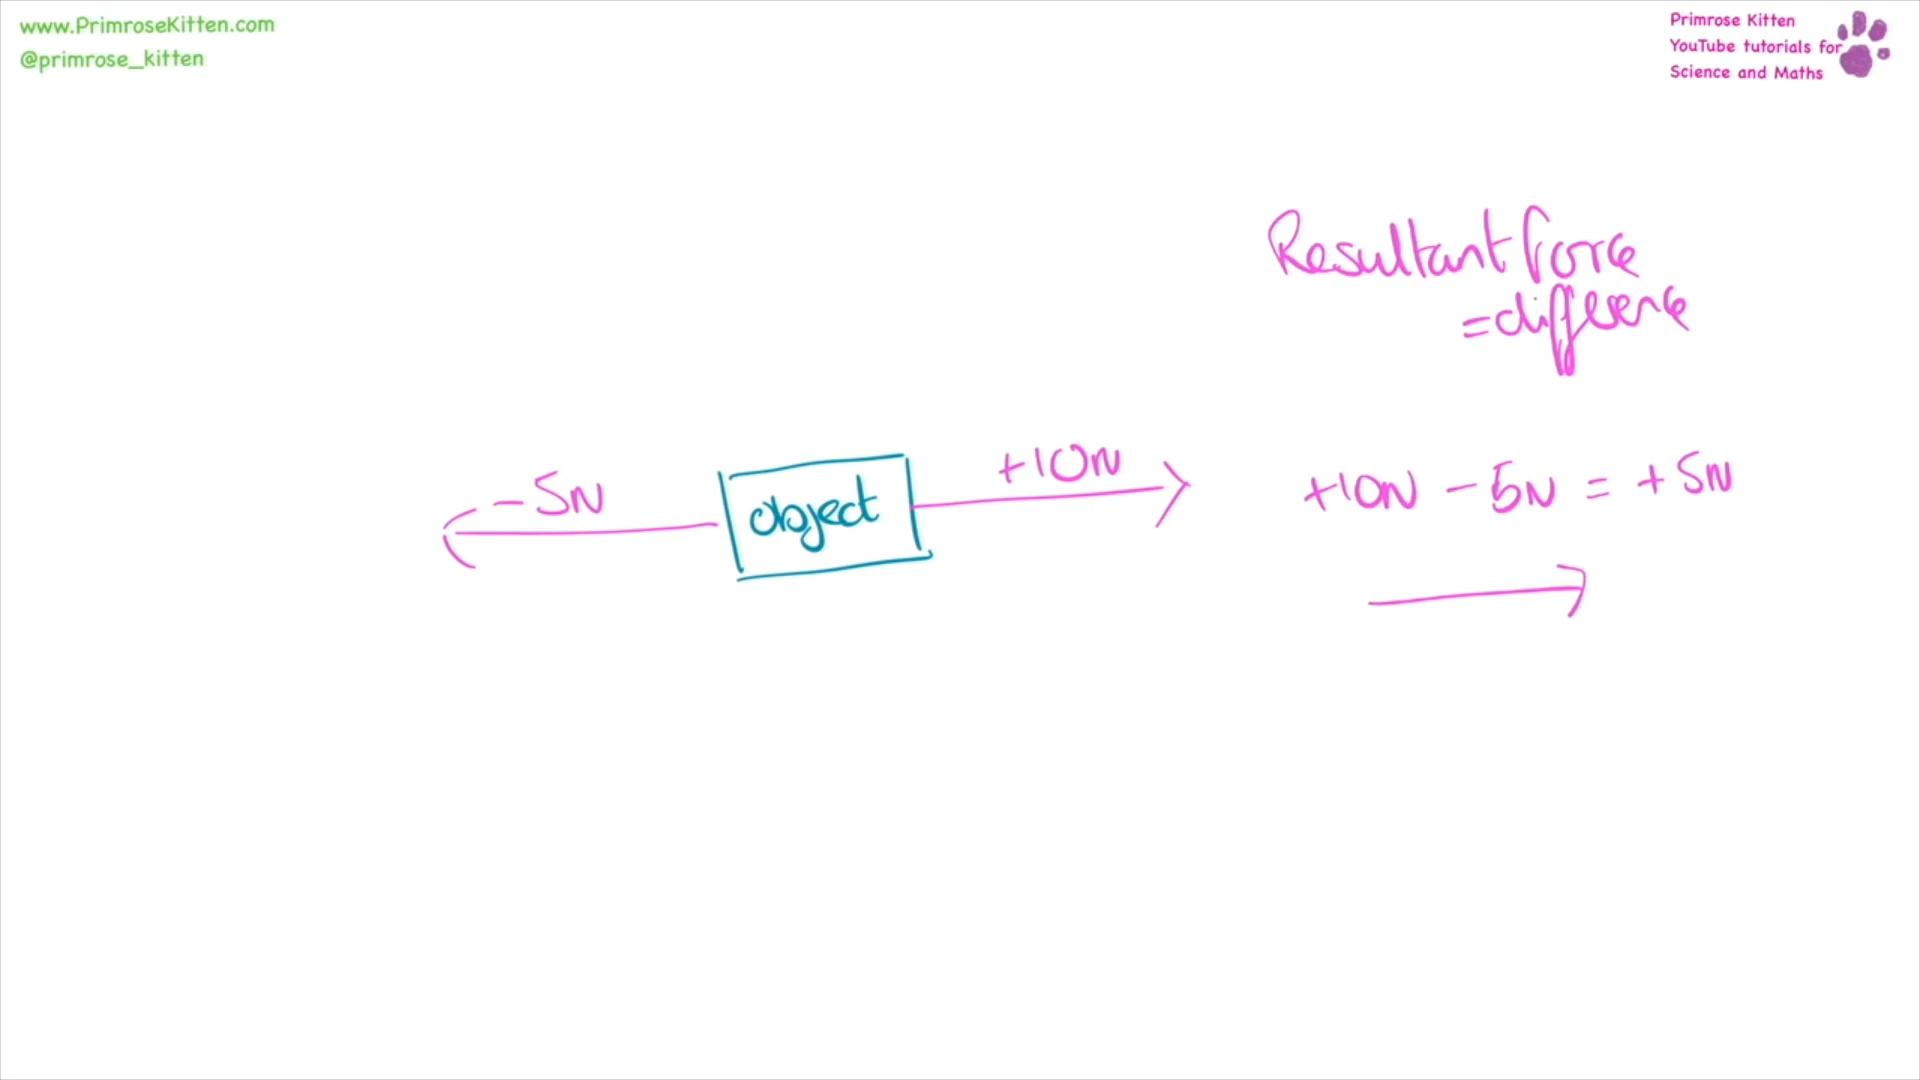 www.PrimroseKitten.com
@primrose_kitten
Primrose Kitten
YouTube tutorials for
Science and Maths
Resultant force
=difference
-5N
object
+10N
+10N - 5N = +5N